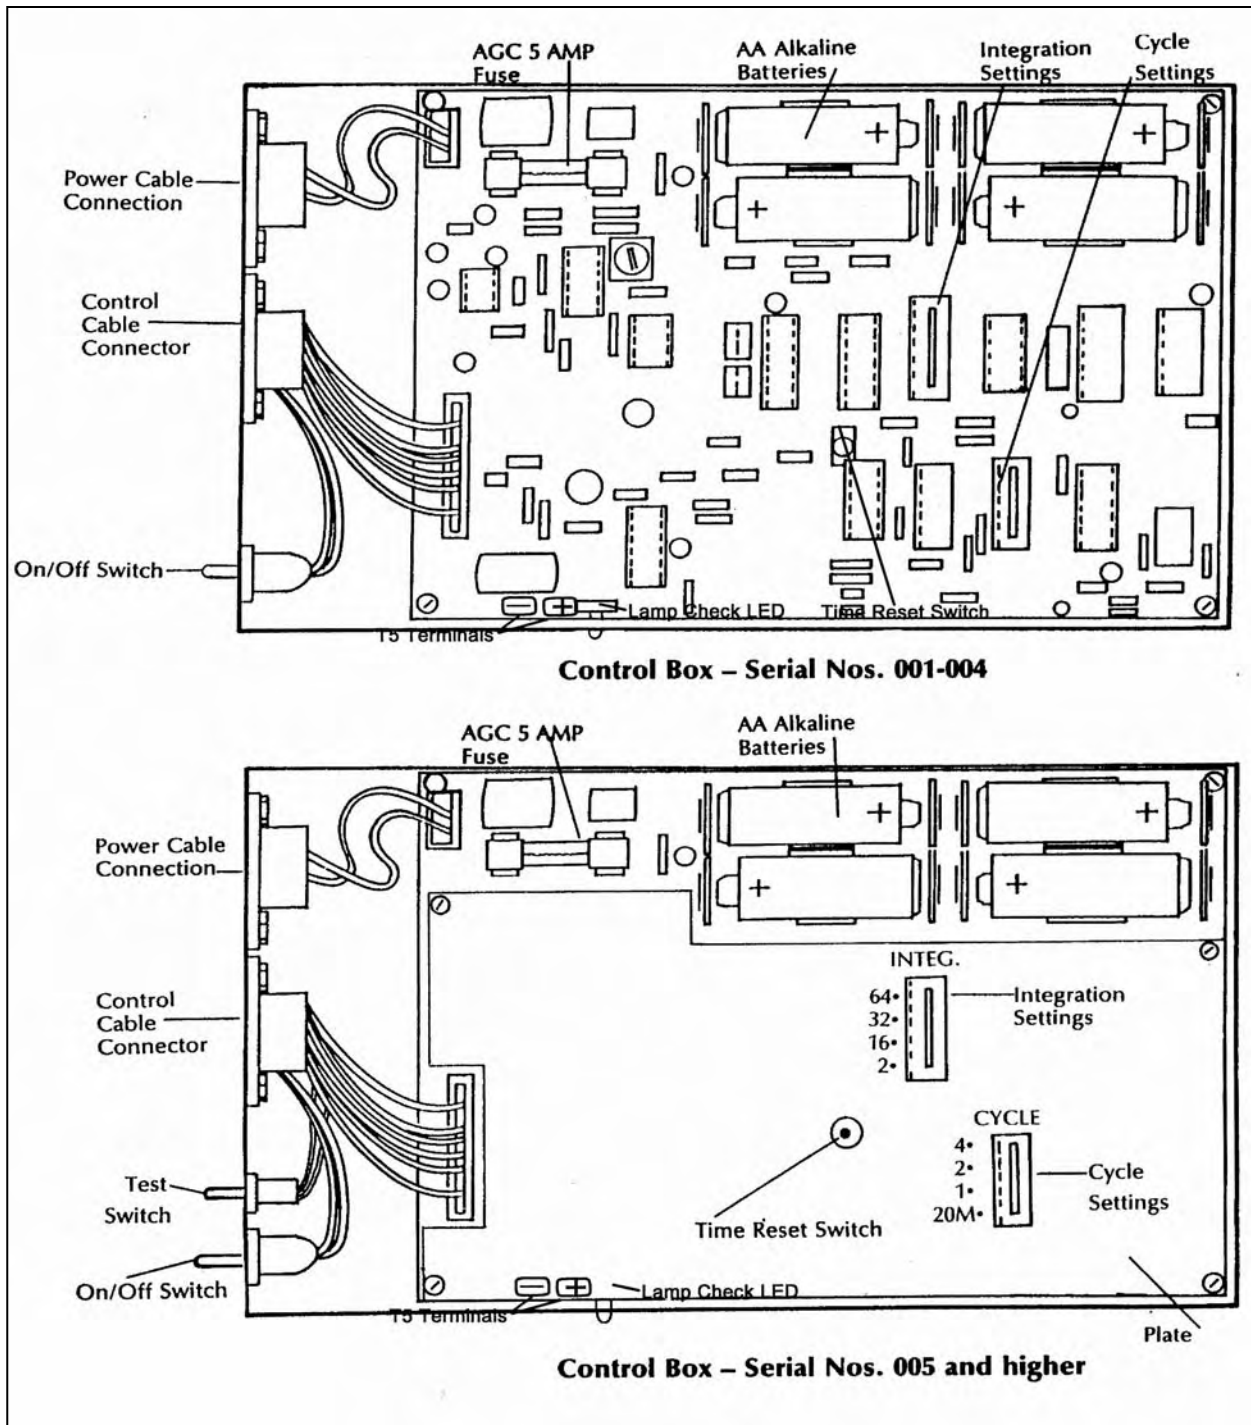 AGC 5 AMP
Fuse
AA Alkaline
Batteries
Integration
Settings
Cycle
Settings
Power Cable
Connection
Control
Cable
Connector
On/Off Switch
Lamp Check LED
Time Reset Switch
T5 Terminals
Control Box – Serial Nos. 001-004
AGC 5 AMP
Fuse
AA Alkaline
Batteries
Power Cable
Connection
INTEG.
64•
32•
16•
2•
Integration
Settings
Control
Cable
Connector
CYCLE
4•
2•
1•
20M•
Cycle
Settings
Test
Switch
Time Reset Switch
On/Off Switch
Lamp Check LED
T5 Terminals
Plate
Control Box – Serial Nos. 005 and higher